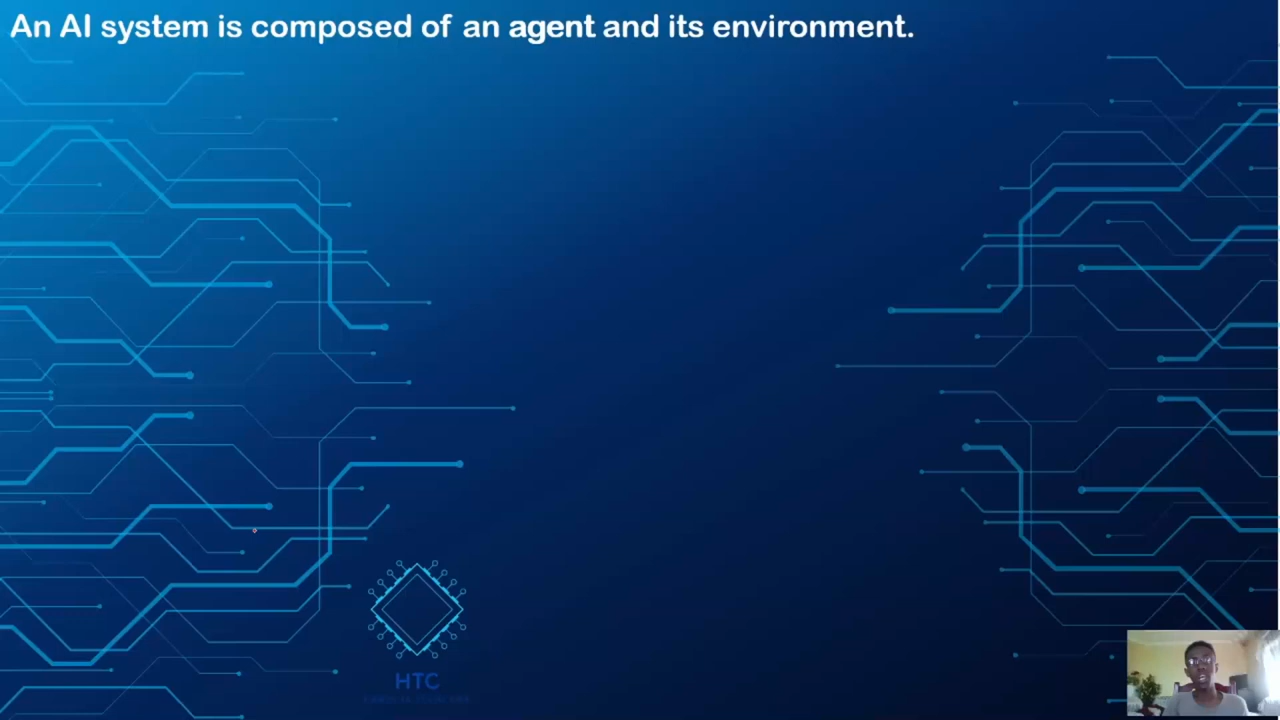 An AI system is composed of an agent and its environment.
HTC